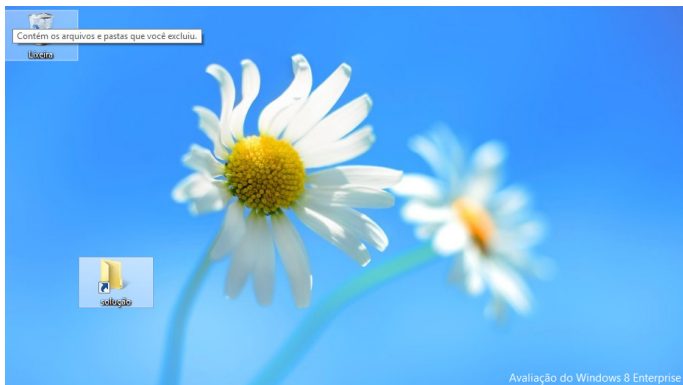 Contém os arquivos e pastas que você excluiu.
Lixeira
solução
Avaliação do Windows 8 Enterprise